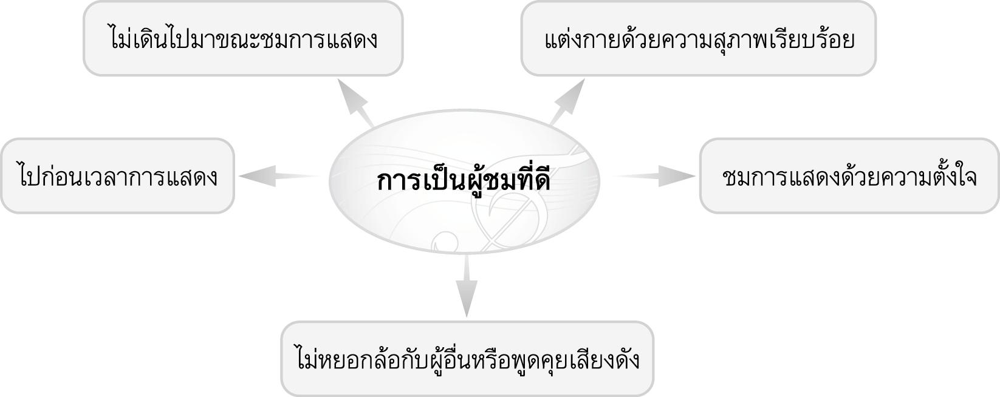 ไม่เดินไปมาขณะชมการแสดง
แต่งกายด้วยความสุภาพเรียบร้อย
ไปก่อนเวลาการแสดง
การเป็นผู้ชมที่ดี
ชมการแสดงด้วยความตั้งใจ
ไม่หยอกล้อกับผู้อื่นหรือพูดคุยเสียงดัง